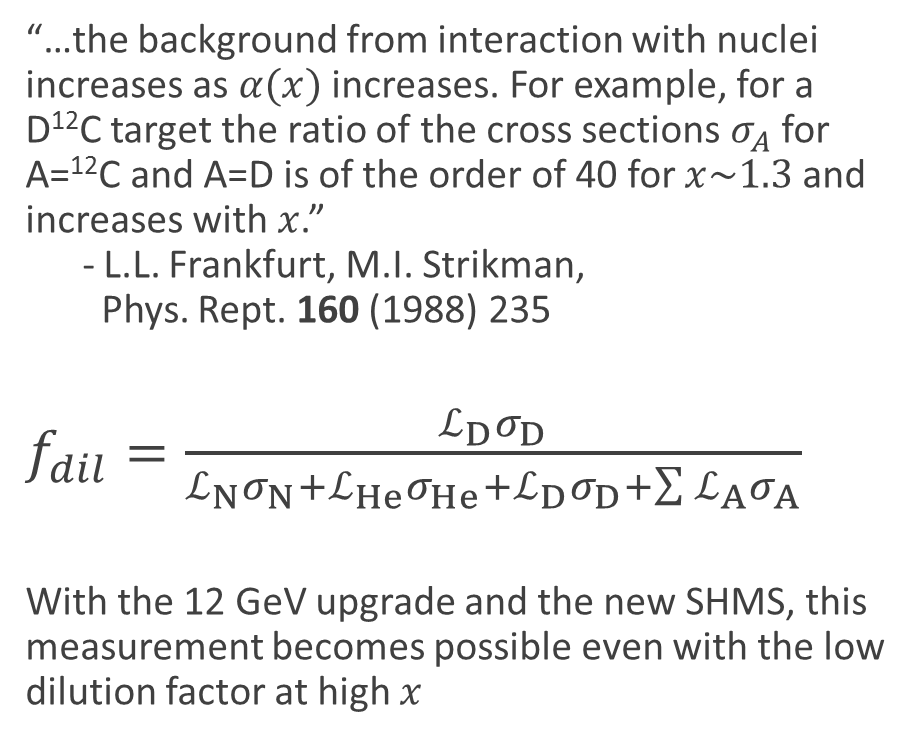 “…the background from interaction with nuclei
increases as α(x) increases. For example, for a
D¹²C target the ratio of the cross sections σ_A for
A=¹²C and A=D is of the order of 40 for x~1.3 and
increases with x.”
- L.L. Frankfurt, M.I. Strikman,
Phys. Rept. 160 (1988) 235
f_dil = ℒ_D σ_D / (ℒ_N σ_N + ℒ_He σ_He + ℒ_D σ_D + ∑ ℒ_A σ_A)
With the 12 GeV upgrade and the new SHMS, this
measurement becomes possible even with the low
dilution factor at high x